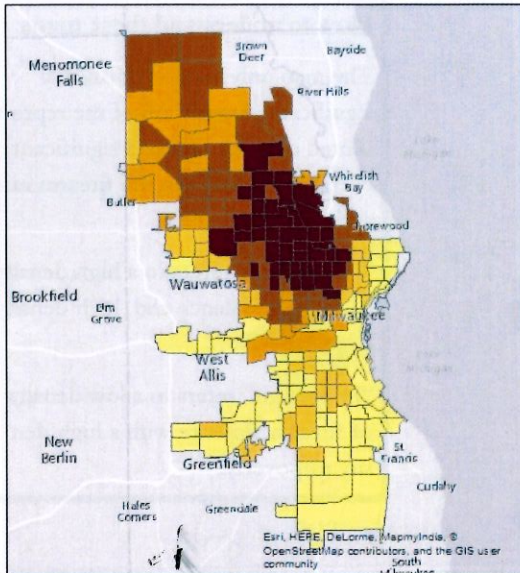 Brown
Deer
Bayside
Menomonee
Falls
River Hills
Whitefish
Bay
Butler
Shorewood
Wauwatosa
Brookfield
Elm
Grove
Milwaukee
West
Allis
New
Berlin
St
Francis
Greenfield
Cudahy
Hales
Corners
Greendale
Esri, HERE, DeLorme, MapmyIndia, ©
OpenStreetMap contributors, and the GIS user
community
South